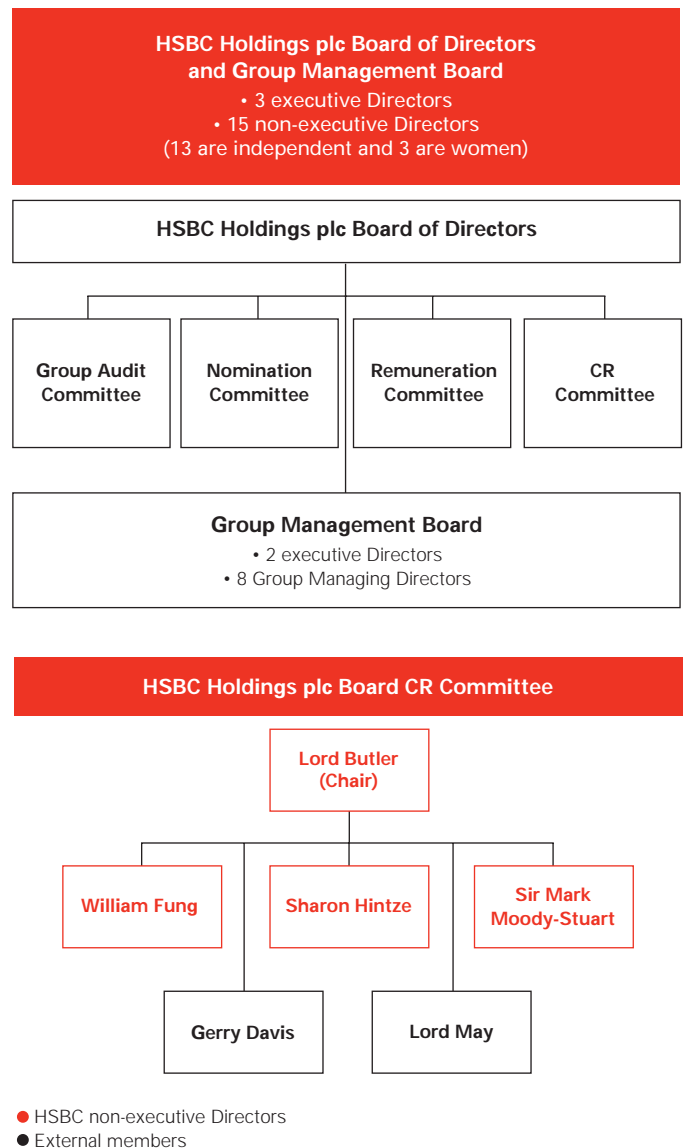 HSBC Holdings plc Board of Directors
and Group Management Board
• 3 executive Directors
• 15 non-executive Directors
(13 are independent and 3 are women)
HSBC Holdings plc Board of Directors
Group Audit
Committee
Nomination
Committee
Remuneration
Committee
CR
Committee
Group Management Board
• 2 executive Directors
• 8 Group Managing Directors
HSBC Holdings plc Board CR Committee
Lord Butler
(Chair)
William Fung
Sharon Hintze
Sir Mark
Moody-Stuart
Gerry Davis
Lord May
● HSBC non-executive Directors
● External members